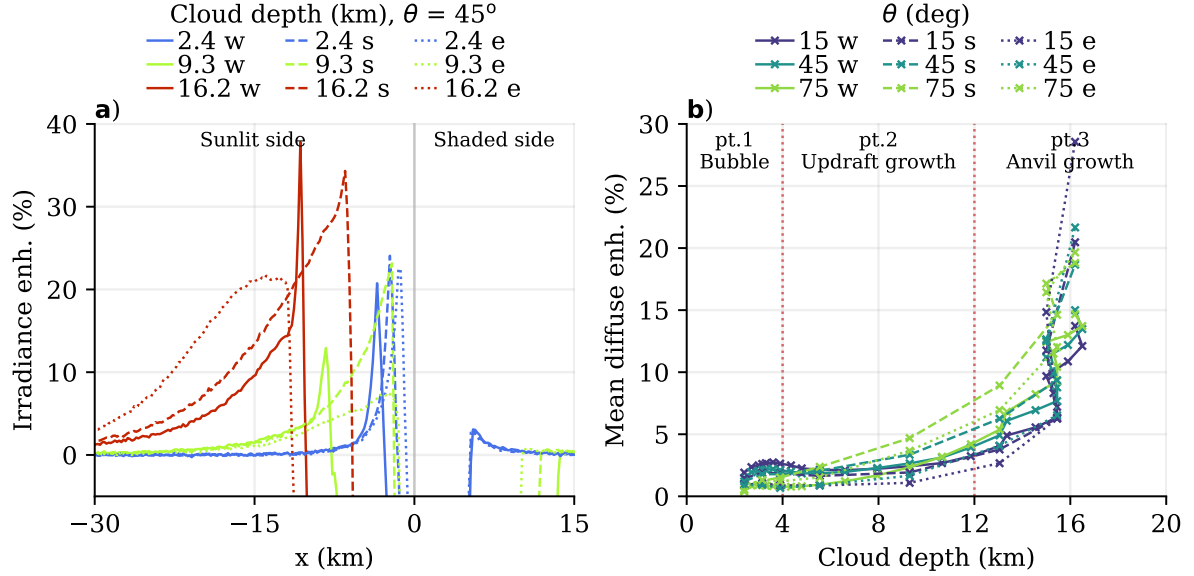 Cloud depth (km), θ = 45°
2.4 w 2.4 s 2.4 e
9.3 w 9.3 s 9.3 e
16.2 w 16.2 s 16.2 e
a)
Sunlit side Shaded side
Irradiance enh. (%)
40
30
20
10
0
−30 −15 0 15
x (km)
θ (deg)
15 w 15 s 15 e
45 w 45 s 45 e
75 w 75 s 75 e
b)
pt.1 pt.2 pt.3
Bubble Updraft growth Anvil growth
Mean diffuse enh. (%)
30
25
20
15
10
5
0
0 4 8 12 16 20
Cloud depth (km)